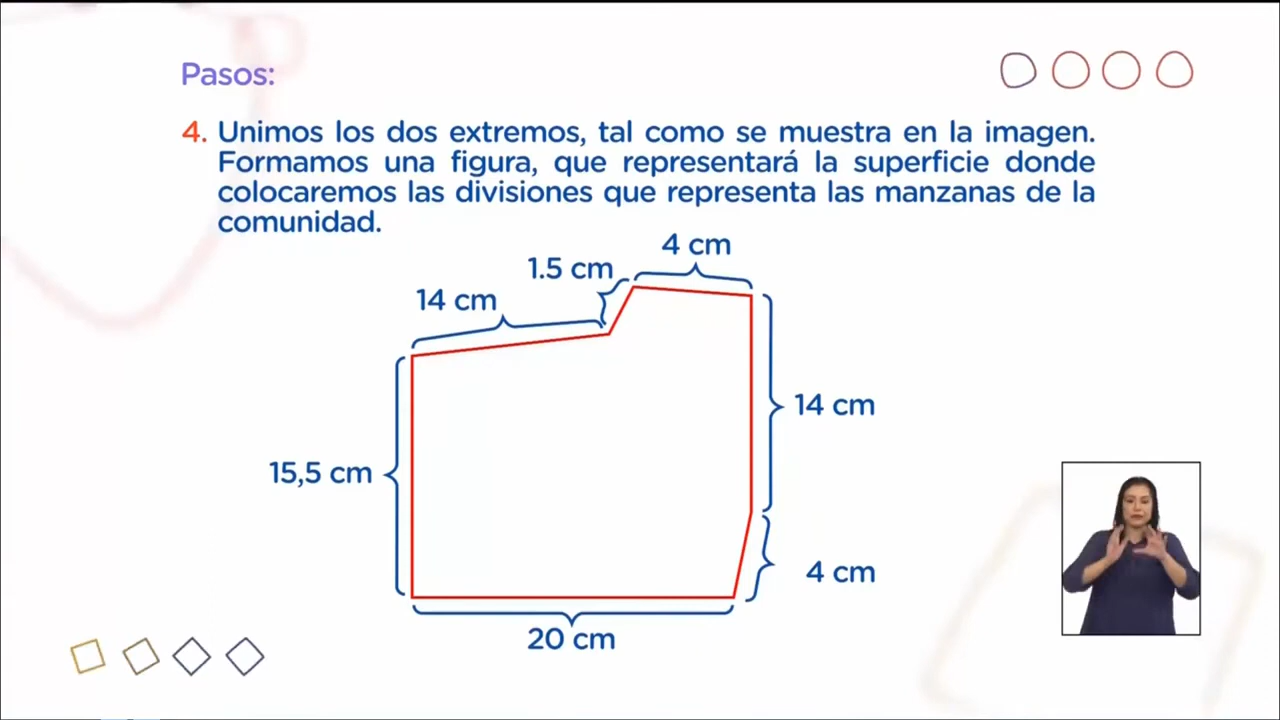 Pasos:
4. Unimos los dos extremos, tal como se muestra en la imagen.
Formamos una figura, que representará la superficie donde
colocaremos las divisiones que representa las manzanas de la
comunidad.
4 cm
1.5 cm
14 cm
14 cm
15,5 cm
4 cm
20 cm